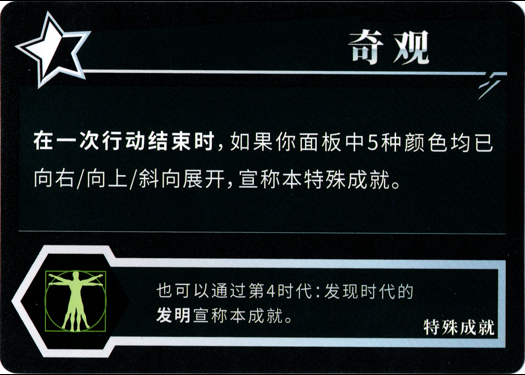 奇观
在一次行动结束时，如果你面板中5种颜色均已
向右/向上/斜向展开，宣称本特殊成就。
也可以通过第4时代：发现时代的
发明宣称本成就。
特殊成就